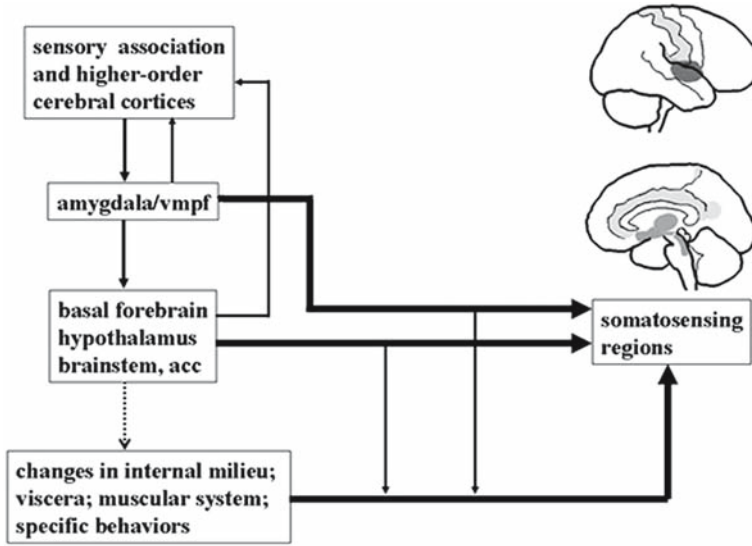 sensory association
and higher-order
cerebral cortices
amygdala/vmpf
basal forebrain
hypothalamus
brainstem, acc
somatosensing
regions
changes in internal milieu;
viscera; muscular system;
specific behaviors